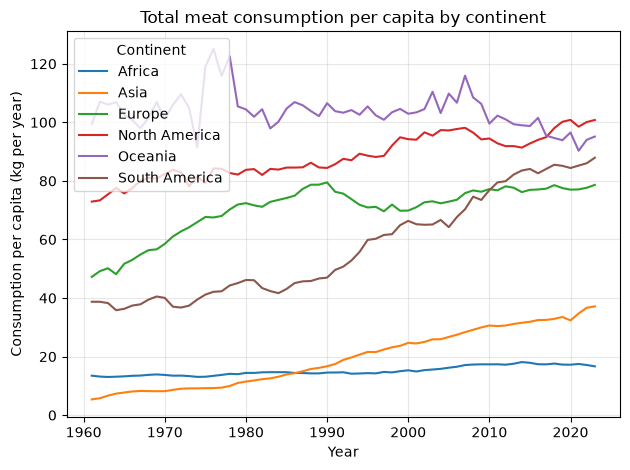 Total meat consumption per capita by continent
Consumption per capita (kg per year)
120
100
80
60
40
20
0
Continent
Africa
Asia
Europe
North America
Oceania
South America
1960 1970 1980 1990 2000 2010 2020
Year